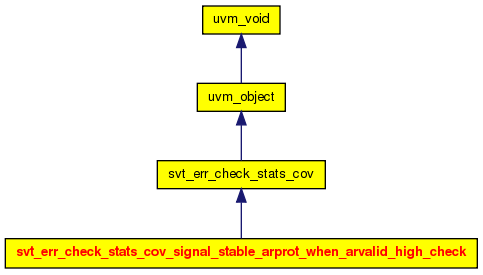 uvm_void
uvm_object
svt_err_check_stats_cov
svt_err_check_stats_cov_signal_stable_arprot_when_arvalid_high_check